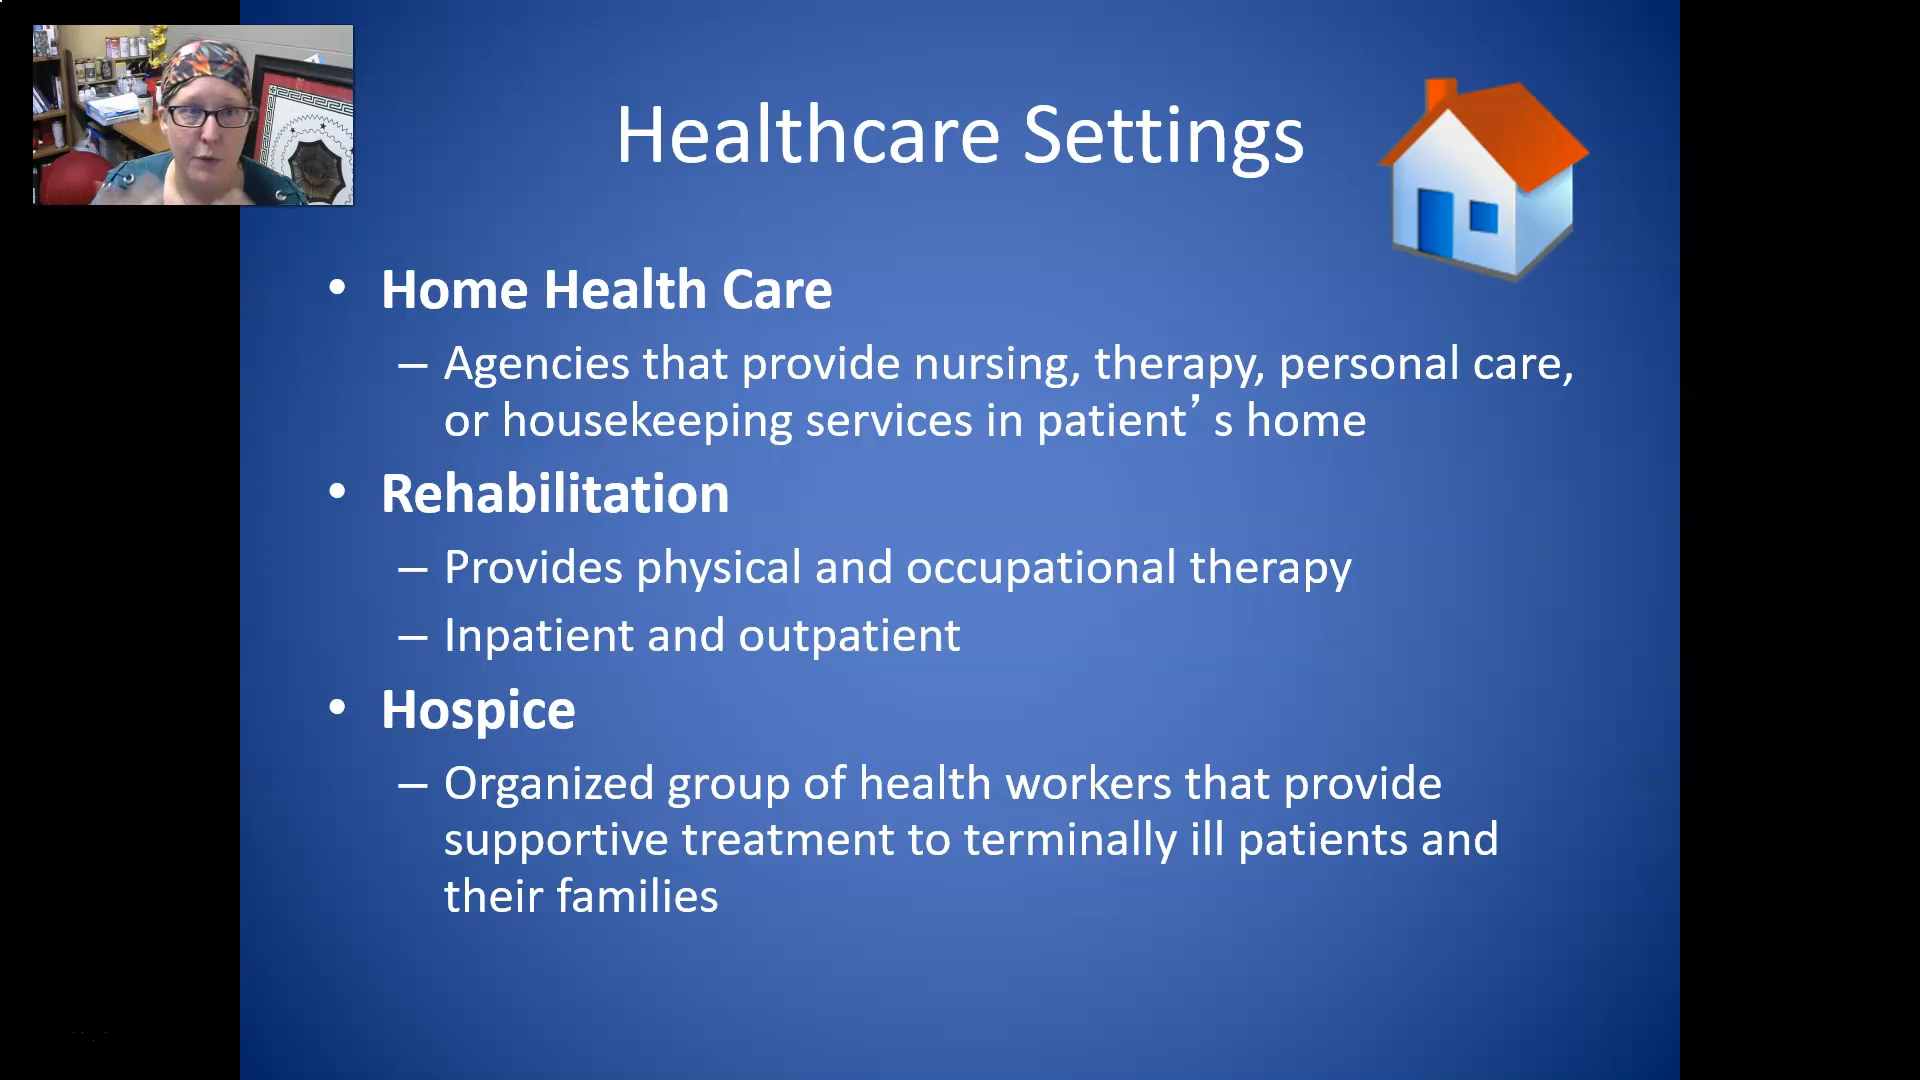 Healthcare Settings
• Home Health Care
– Agencies that provide nursing, therapy, personal care,
or housekeeping services in patient’s home
• Rehabilitation
– Provides physical and occupational therapy
– Inpatient and outpatient
• Hospice
– Organized group of health workers that provide
supportive treatment to terminally ill patients and
their families